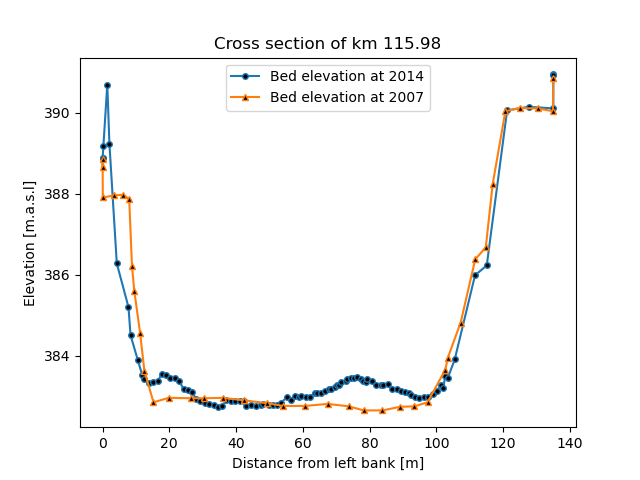 Cross section of km 115.98
Bed elevation at 2014
Bed elevation at 2007
390
388
386
384
Elevation [m.a.s.l]
0 20 40 60 80 100 120 140
Distance from left bank [m]